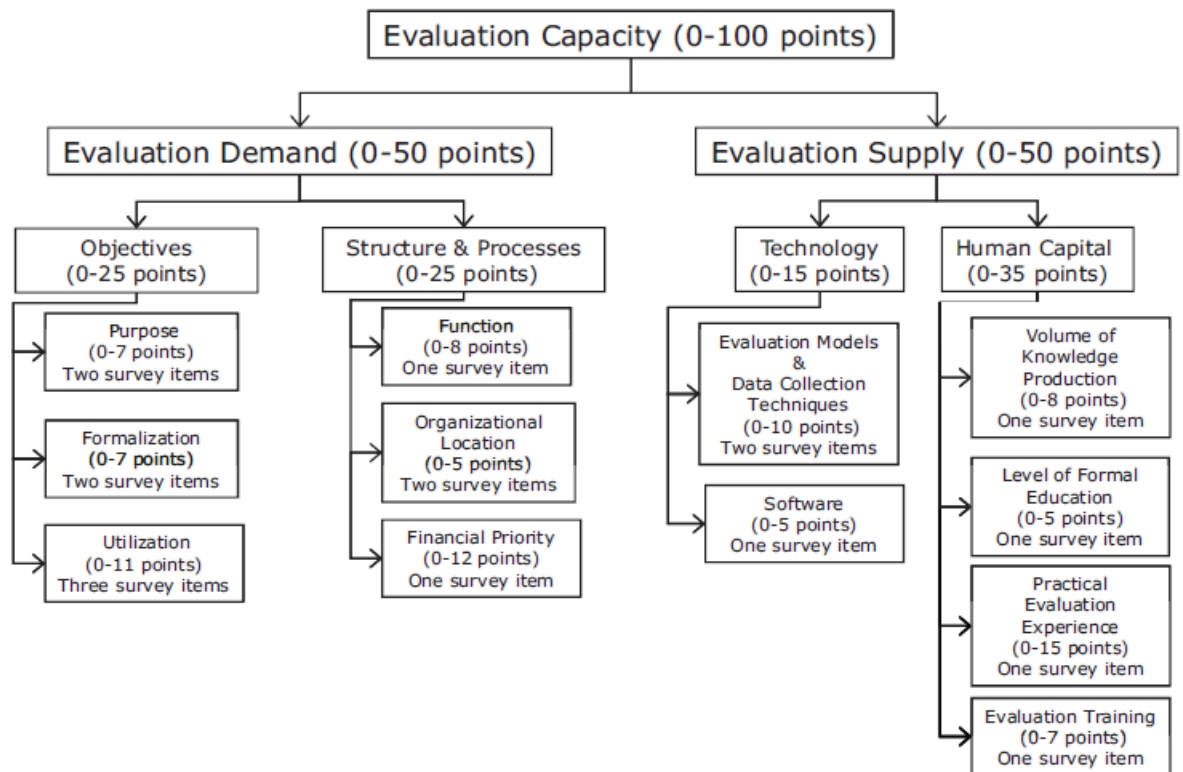 Evaluation Capacity (0-100 points)
Evaluation Demand (0-50 points)
Evaluation Supply (0-50 points)
Objectives
(0-25 points)
Structure & Processes
(0-25 points)
Technology
(0-15 points)
Human Capital
(0-35 points)
Purpose
(0-7 points)
Two survey items
Formalization
(0-7 points)
Two survey items
Utilization
(0-11 points)
Three survey items
Function
(0-8 points)
One survey item
Organizational
Location
(0-5 points)
Two survey items
Financial Priority
(0-12 points)
One survey item
Evaluation Models
&
Data Collection
Techniques
(0-10 points)
Two survey items
Software
(0-5 points)
One survey item
Volume of
Knowledge
Production
(0-8 points)
One survey item
Level of Formal
Education
(0-5 points)
One survey item
Practical
Evaluation
Experience
(0-15 points)
One survey item
Evaluation Training
(0-7 points)
One survey item